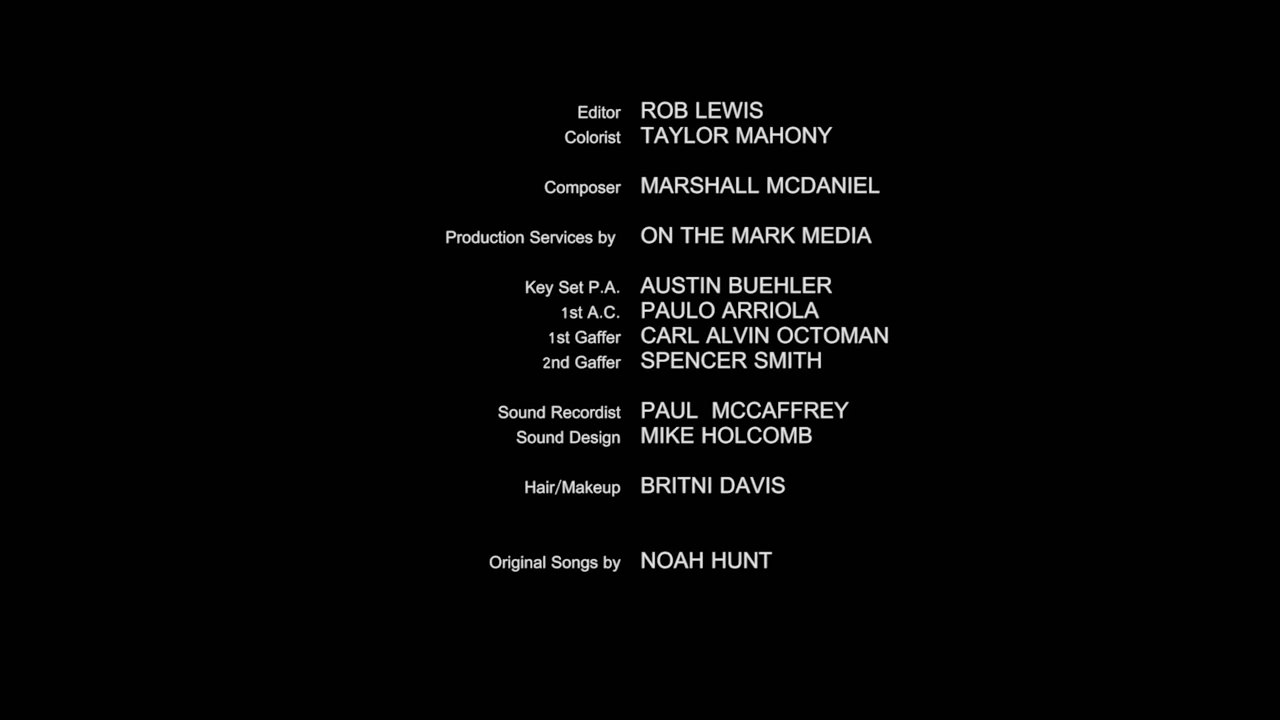 Editor ROB LEWIS
Colorist TAYLOR MAHONY
Composer MARSHALL MCDANIEL
Production Services by ON THE MARK MEDIA
Key Set P.A. AUSTIN BUEHLER
1st A.C. PAULO ARRIOLA
1st Gaffer CARL ALVIN OCTOMAN
2nd Gaffer SPENCER SMITH
Sound Recordist PAUL  MCCAFFREY
Sound Design MIKE HOLCOMB
Hair/Makeup BRITNI DAVIS
Original Songs by NOAH HUNT